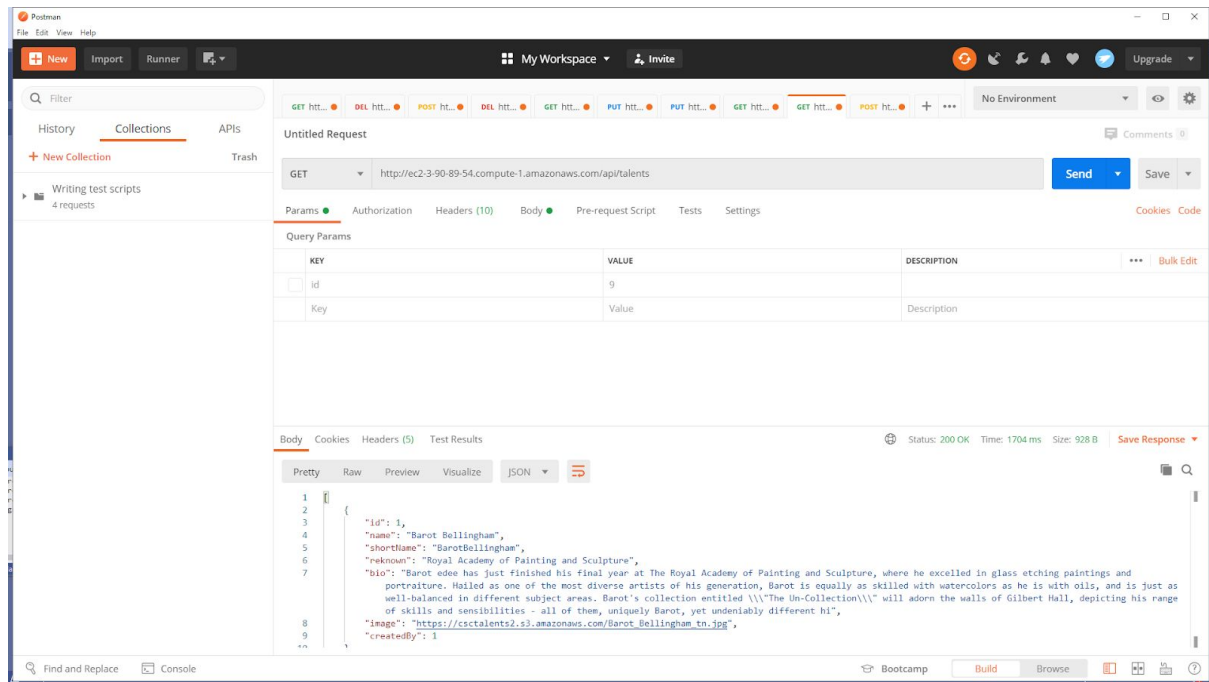 Postman
File Edit View Help
New Import Runner My Workspace Invite Upgrade
Filter
History Collections APIs
+ New Collection Trash
Writing test scripts
4 requests
GET htt... DEL htt... POST ht... DEL htt... GET htt... PUT htt... PUT htt... GET htt... GET htt... POST ht... + ••• No Environment
Untitled Request Comments 0
GET http://ec2-3-90-89-54.compute-1.amazonaws.com/api/talents Send Save
Params Authorization Headers (10) Body Pre-request Script Tests Settings Cookies Code
Query Params
KEY VALUE DESCRIPTION ••• Bulk Edit
id 9
Key Value Description
Body Cookies Headers (5) Test Results Status: 200 OK Time: 1704 ms Size: 928 B Save Response
Pretty Raw Preview Visualize JSON
1 [
2 {
3 "id": 1,
4 "name": "Barot Bellingham",
5 "shortName": "BarotBellingham",
6 "reknown": "Royal Academy of Painting and Sculpture",
7 "bio": "Barot edee has just finished his final year at The Royal Academy of Painting and Sculpture, where he excelled in glass etching paintings and
portraiture. Hailed as one of the most diverse artists of his generation, Barot is equally as skilled with watercolors as he is with oils, and is just as
well-balanced in different subject areas. Barot's collection entitled \\\"The Un-Collection\\\" will adorn the walls of Gilbert Hall, depicting his range
of skills and sensibilities - all of them, uniquely Barot, yet undeniably different hi",
8 "image": "https://csctalents2.s3.amazonaws.com/Barot_Bellingham_tn.jpg",
9 "createdBy": 1
Find and Replace Console Bootcamp Build Browse